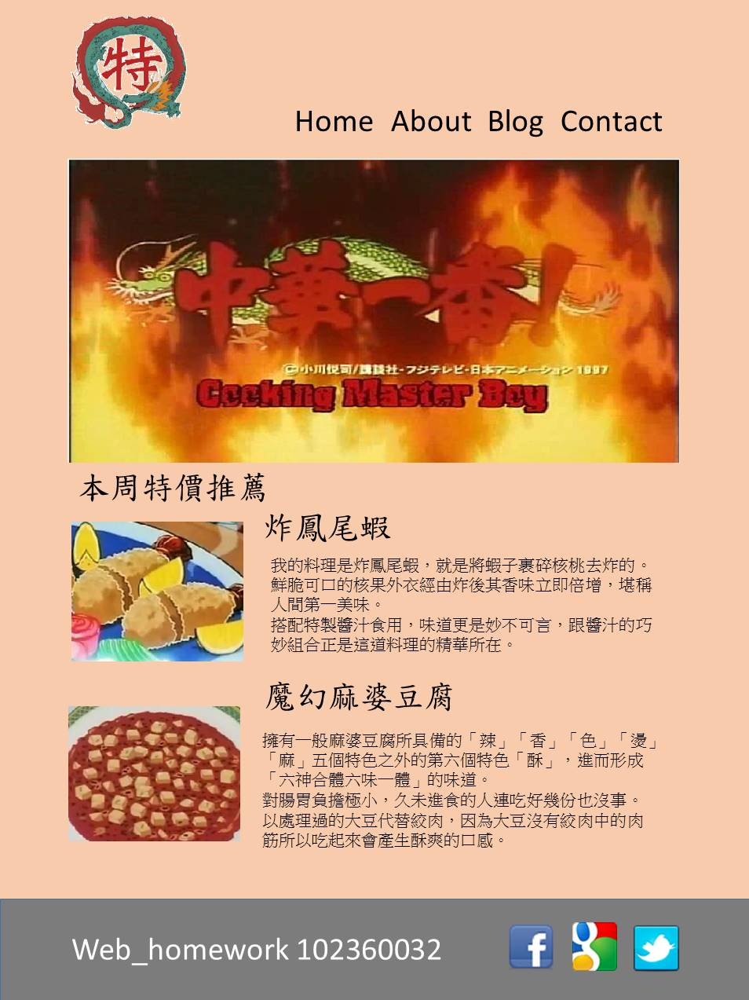 特
Home About Blog Contact
中華一番!
©小川悦司/講談社・フジテレビ・日本アニメーション 1997
Cooking Master Boy
本周特價推薦
炸鳳尾蝦
我的料理是炸鳳尾蝦，就是將蝦子裹碎核桃去炸的。
鮮脆可口的核果外衣經由炸後其香味立即倍增，堪稱
人間第一美味。
搭配特製醬汁食用，味道更是妙不可言，跟醬汁的巧
妙組合正是這道料理的精華所在。
魔幻麻婆豆腐
擁有一般麻婆豆腐所具備的「辣」「香」「色」「燙」
「麻」五個特色之外的第六個特色「酥」，進而形成
「六神合體六味一體」的味道。
對腸胃負擔極小，久未進食的人連吃好幾份也沒事。
以處理過的大豆代替絞肉，因為大豆沒有絞肉中的肉
筋所以吃起來會產生酥爽的口感。
Web_homework 102360032